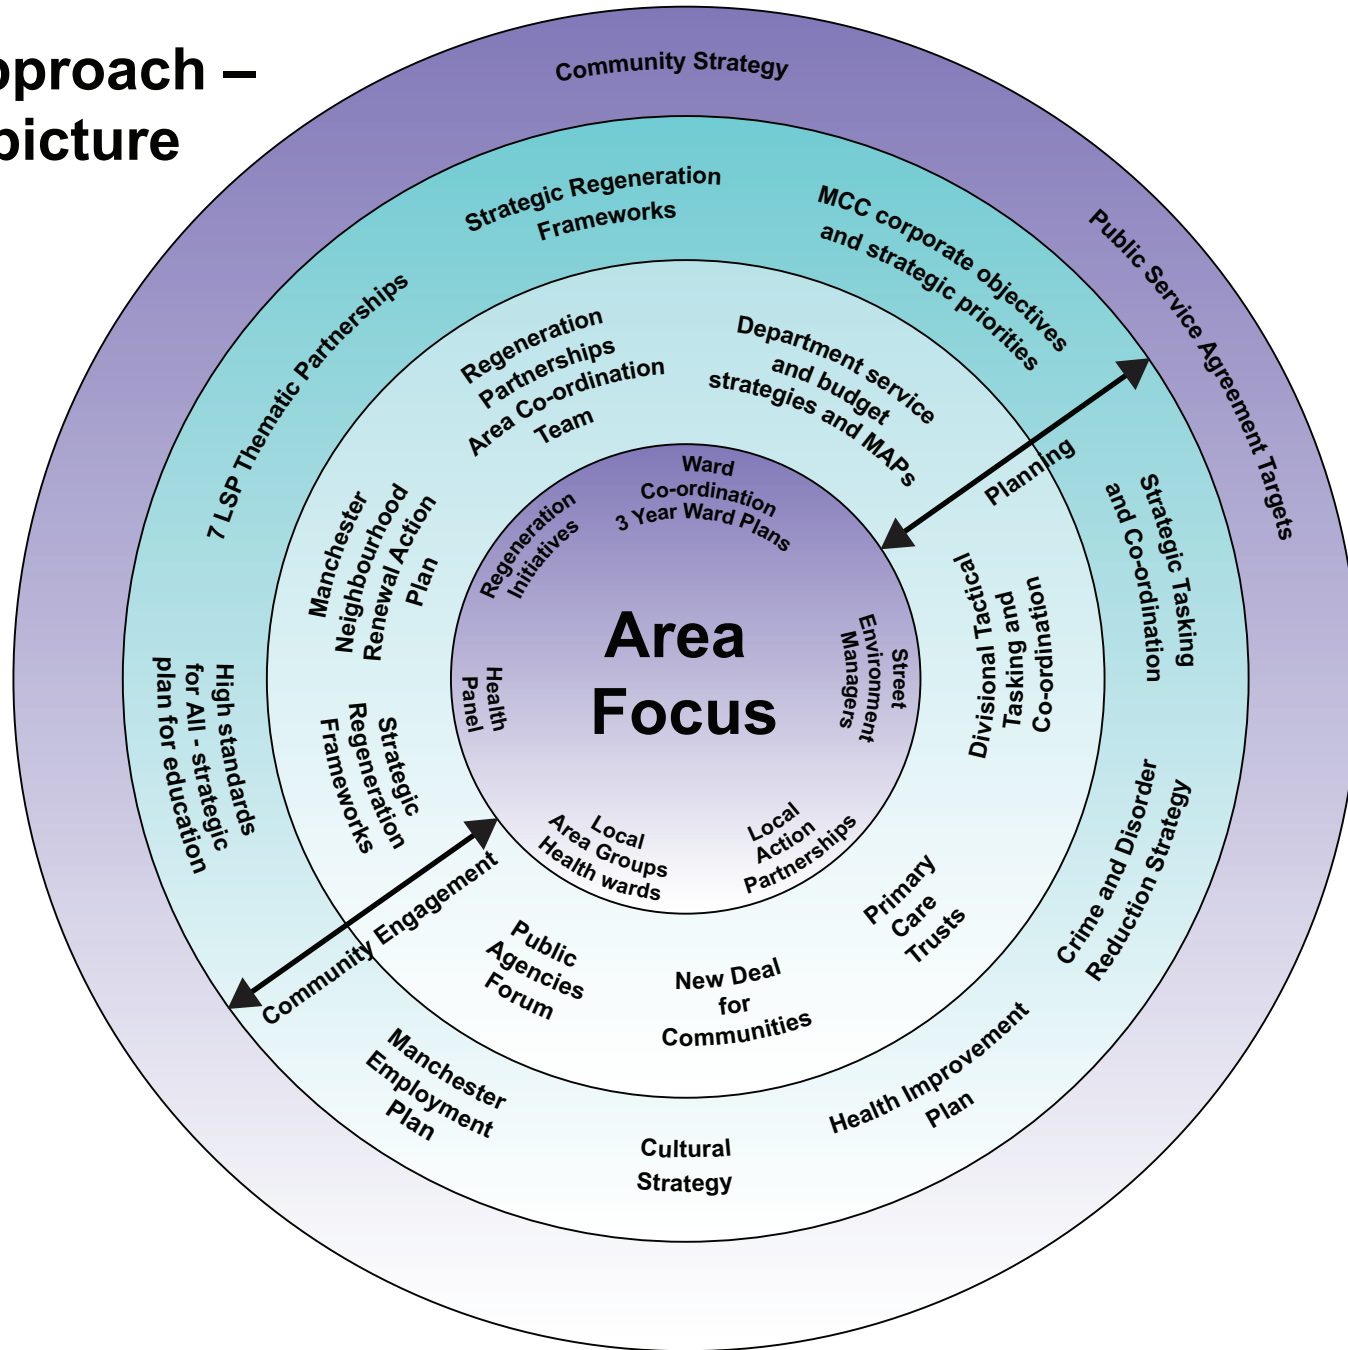 pproach –
picture
Community Strategy
Public Service Agreement Targets
Strategic Regeneration
Frameworks
MCC corporate objectives
and strategic priorities
Strategic Tasking
and Co-ordination
Crime and Disorder
Reduction Strategy
Health Improvement
Plan
Cultural
Strategy
Manchester
Employment
Plan
High standards
for All - strategic
plan for education
7 LSP Thematic Partnerships
Regeneration
Partnerships
Area Co-ordination
Team
Department service
and budget
strategies and MAPs
Planning
Divisional Tactical
Tasking and
Co-ordination
Primary
Care
Trusts
New Deal
for
Communities
Public
Agencies
Forum
Community Engagement
Strategic
Regeneration
Frameworks
Manchester
Neighbourhood
Renewal Action
Plan
Ward
Co-ordination
3 Year Ward Plans
Street
Environment
Managers
Local
Action
Partnerships
Local
Area Groups
Health wards
Health
Panel
Regeneration
Initiatives
Area
Focus